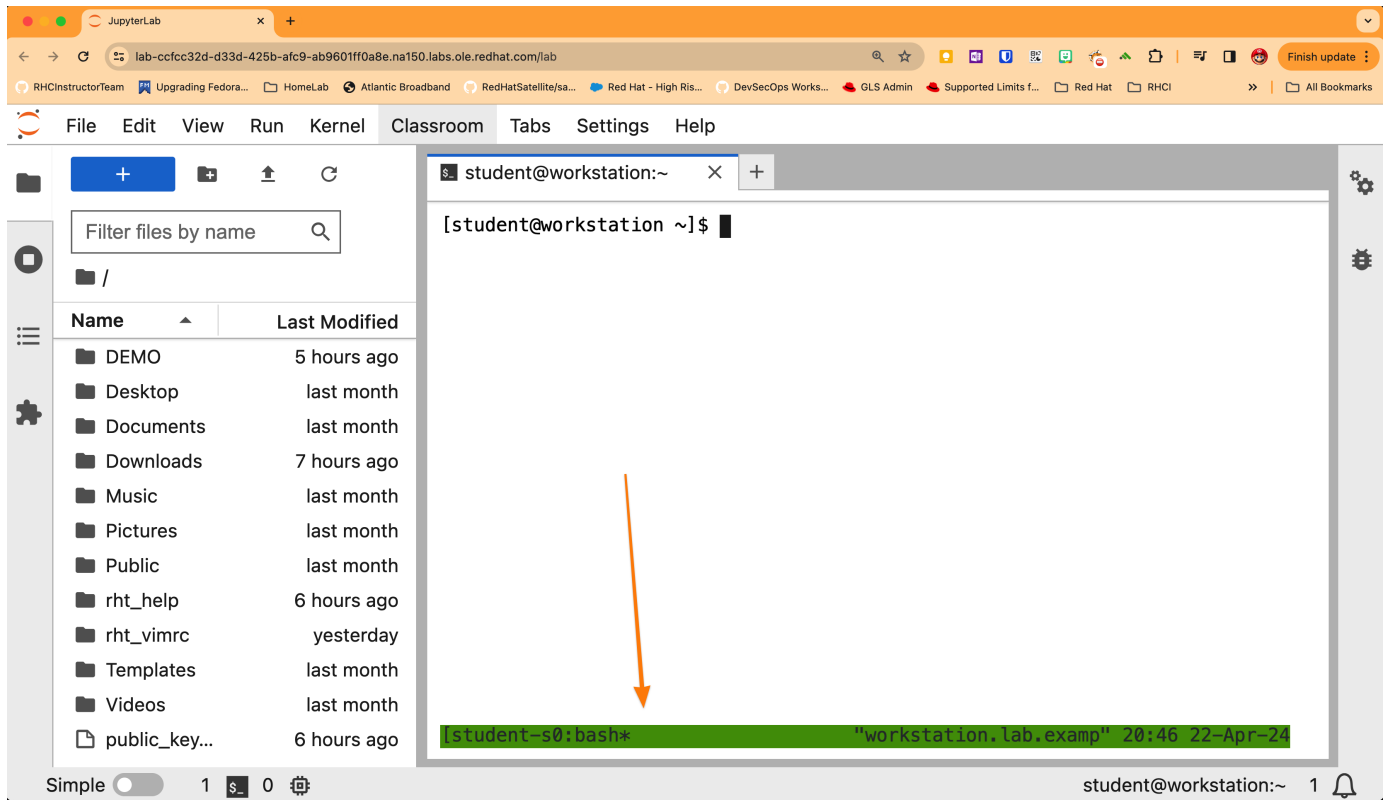 JupyterLab
lab-ccfcc32d-d33d-425b-afc9-ab9601ff0a8e.na150.labs.ole.redhat.com/lab
Finish update
RHCInstructorTeam Upgrading Fedora... HomeLab Atlantic Broadband RedHatSatellite/sa... Red Hat - High Ris... DevSecOps Works... GLS Admin Supported Limits f... Red Hat RHCI » All Bookmarks
File Edit View Run Kernel Classroom Tabs Settings Help
student@workstation:~
Filter files by name
/
Name Last Modified
DEMO 5 hours ago
Desktop last month
Documents last month
Downloads 7 hours ago
Music last month
Pictures last month
Public last month
rht_help 6 hours ago
rht_vimrc yesterday
Templates last month
Videos last month
public_key... 6 hours ago
[student@workstation ~]$
[student-s0:bash* "workstation.lab.examp" 20:46 22-Apr-24
Simple 1 $_ 0 student@workstation:~ 1